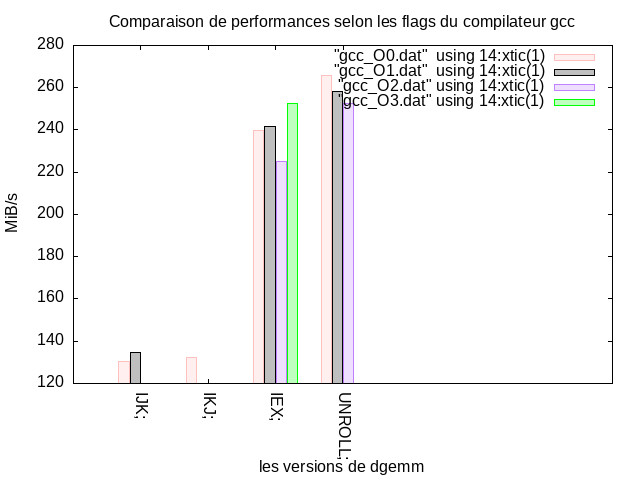 Comparaison de performances selon les flags du compilateur gcc
"gcc_O0.dat"  using 14:xtic(1)
"gcc_O1.dat" using 14:xtic(1)
"gcc_O2.dat" using 14:xtic(1)
"gcc_O3.dat" using 14:xtic(1)
MiB/s
280
260
240
220
200
180
160
140
120
IJK;
IKJ;
IEX;
UNROLL;
les versions de dgemm